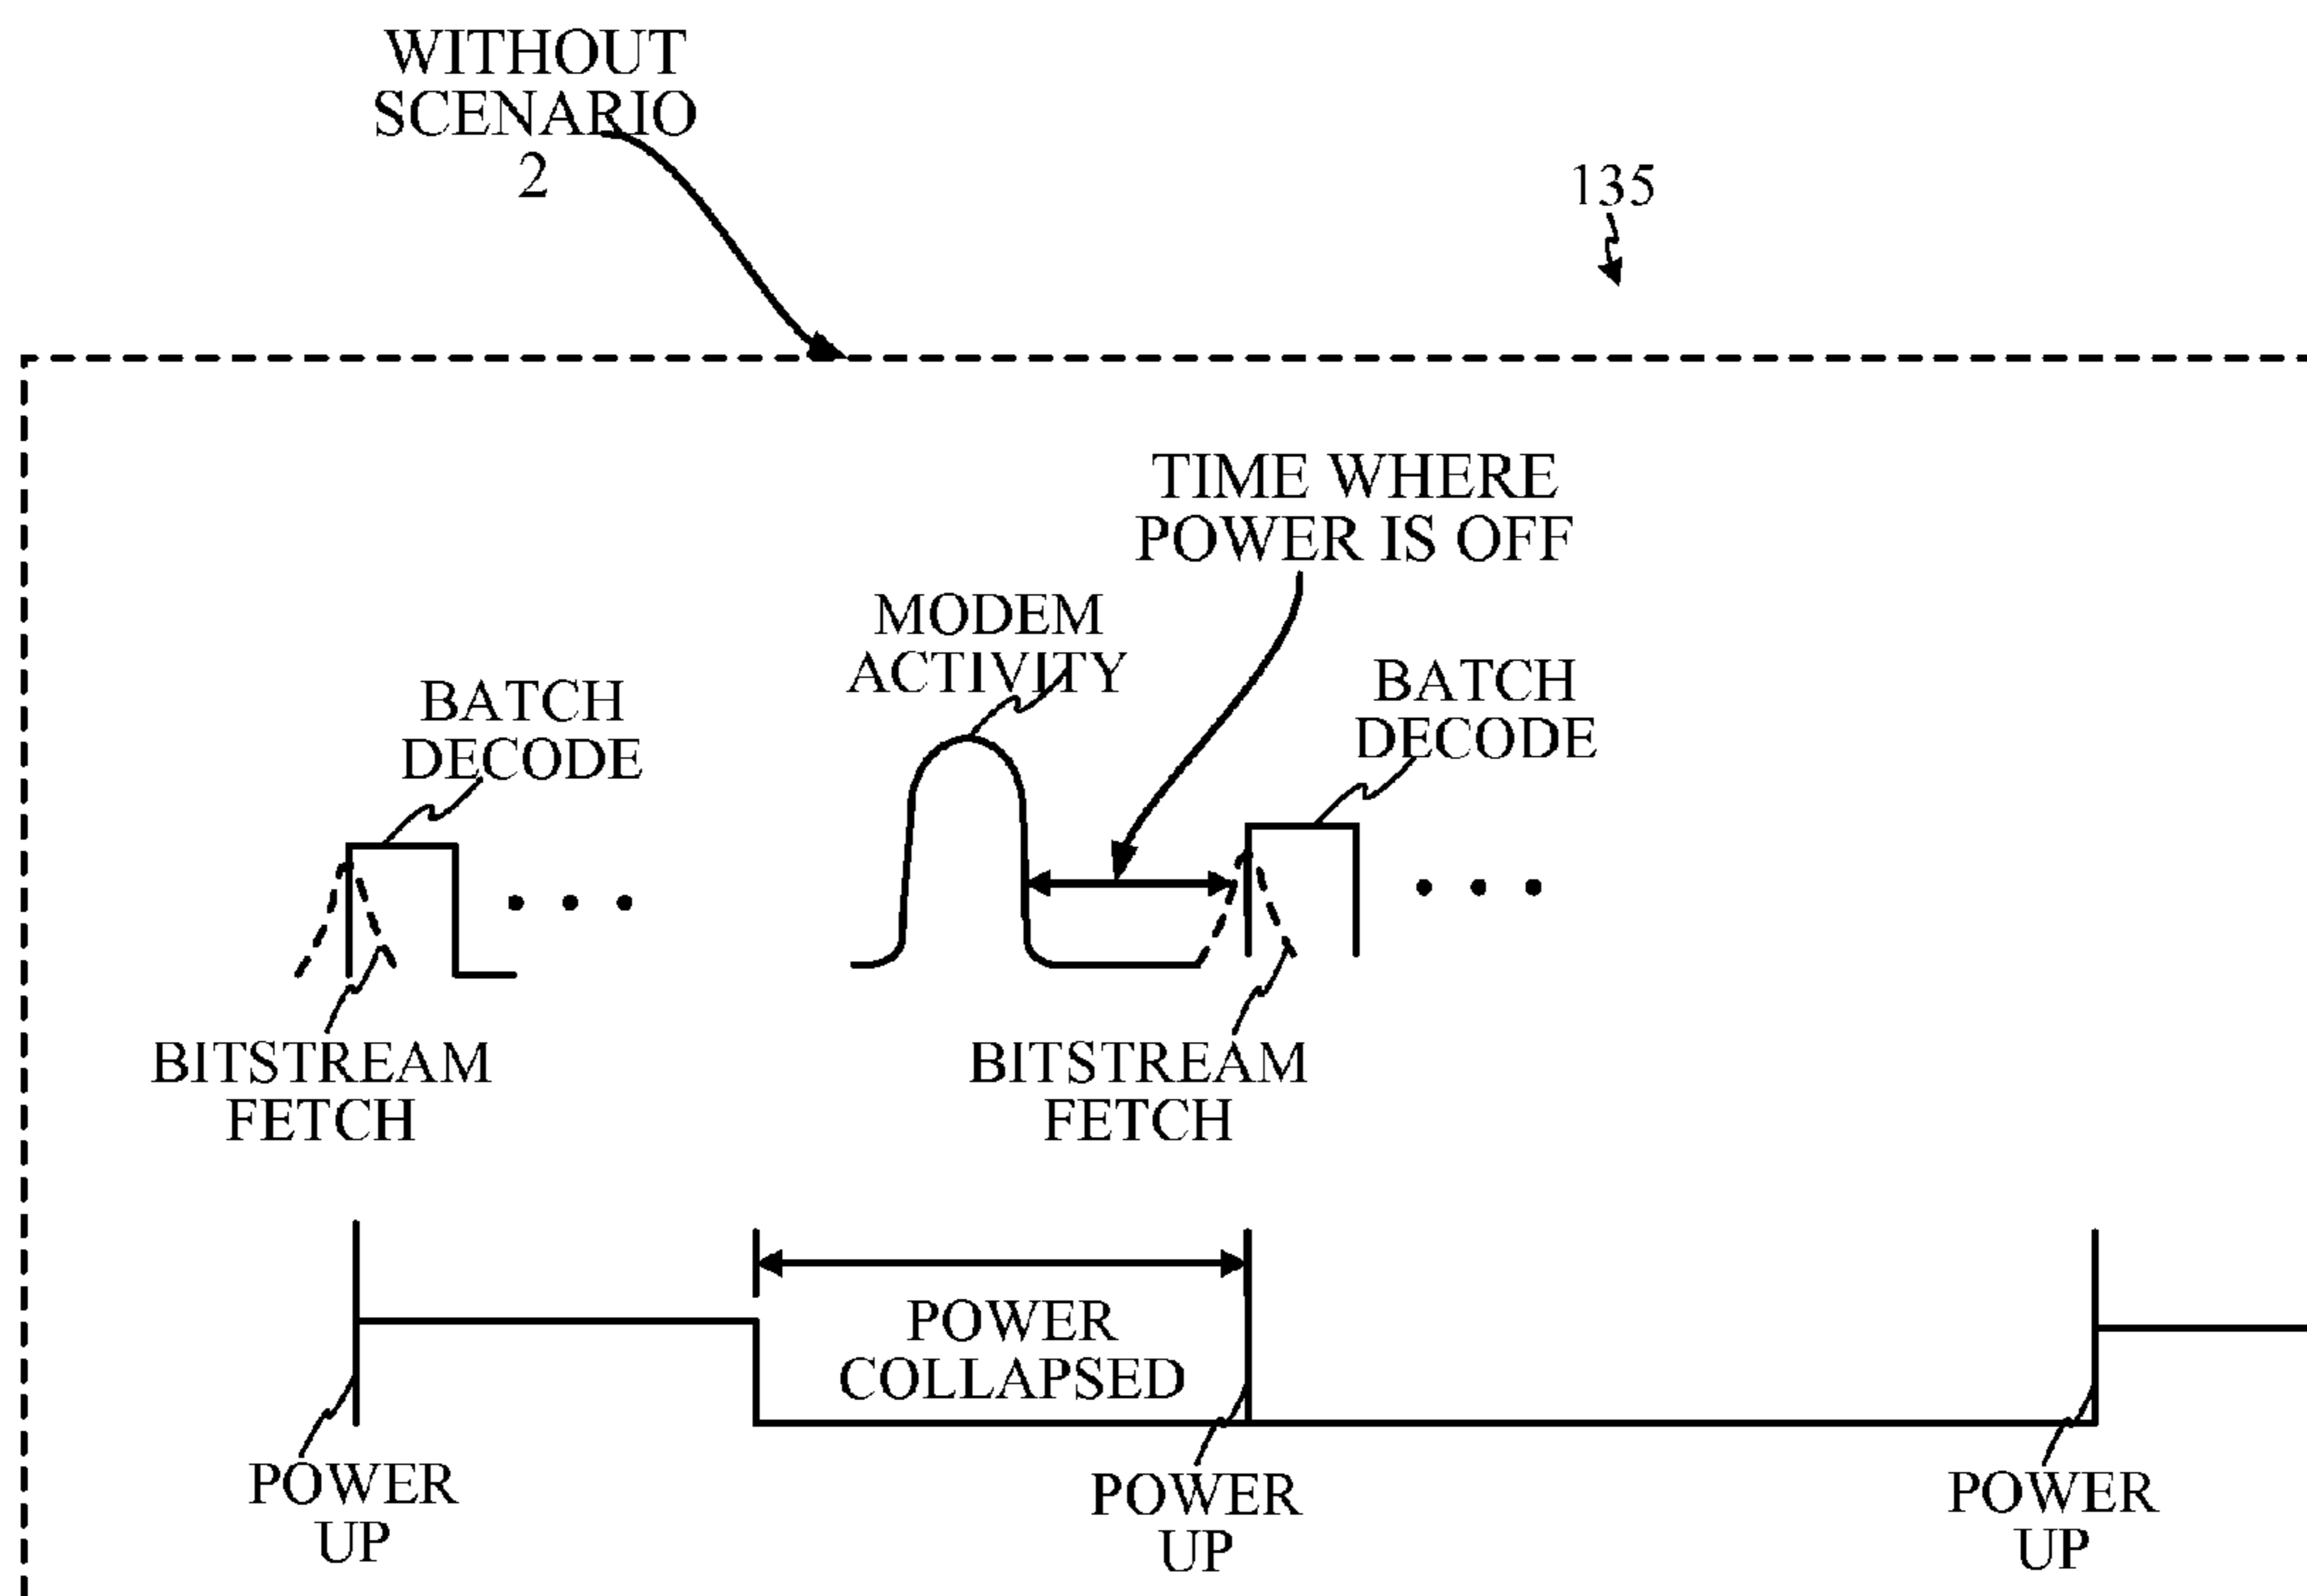 WITHOUT
SCENARIO
2
135
TIME WHERE
POWER IS OFF
MODEM
ACTIVITY
BATCH
DECODE
BATCH
DECODE
BITSTREAM
FETCH
BITSTREAM
FETCH
POWER
COLLAPSED
POWER
UP
POWER
UP
POWER
UP